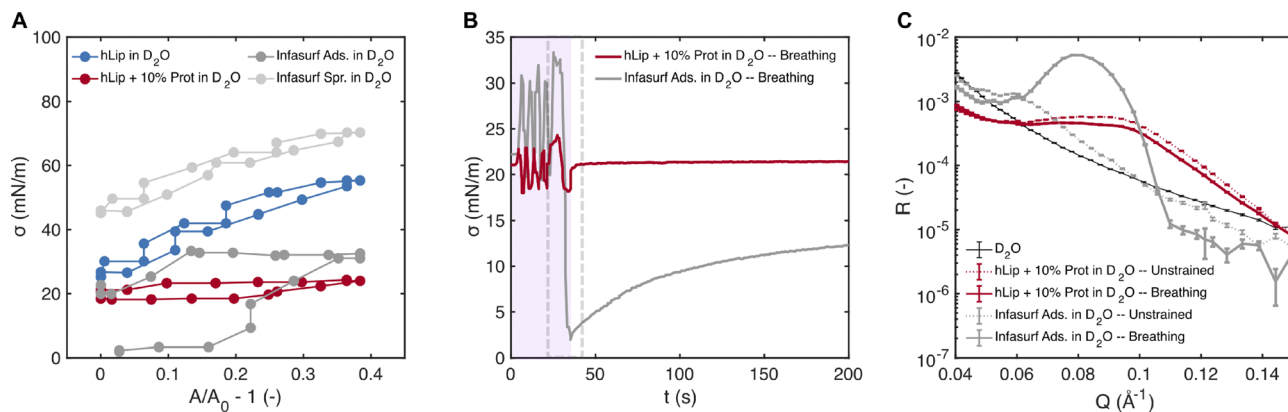 A
100
80
60
40
20
0
σ (mN/m)
hLip in D₂O
hLip + 10% Prot in D₂O
Infasurf Ads. in D₂O
Infasurf Spr. in D₂O
0
0.1
0.2
0.3
0.4
A/A₀ - 1 (-)
B
35
30
25
20
15
10
5
0
σ (mN/m)
hLip + 10% Prot in D₂O -- Breathing
Infasurf Ads. in D₂O -- Breathing
0
50
100
150
200
t (s)
C
10⁻²
10⁻³
10⁻⁴
10⁻⁵
10⁻⁶
10⁻⁷
R (-)
D₂O
hLip + 10% Prot in D₂O -- Unstrained
hLip + 10% Prot in D₂O -- Breathing
Infasurf Ads. in D₂O -- Unstrained
Infasurf Ads. in D₂O -- Breathing
0.04
0.06
0.08
0.1
0.12
0.14
Q (Å⁻¹)